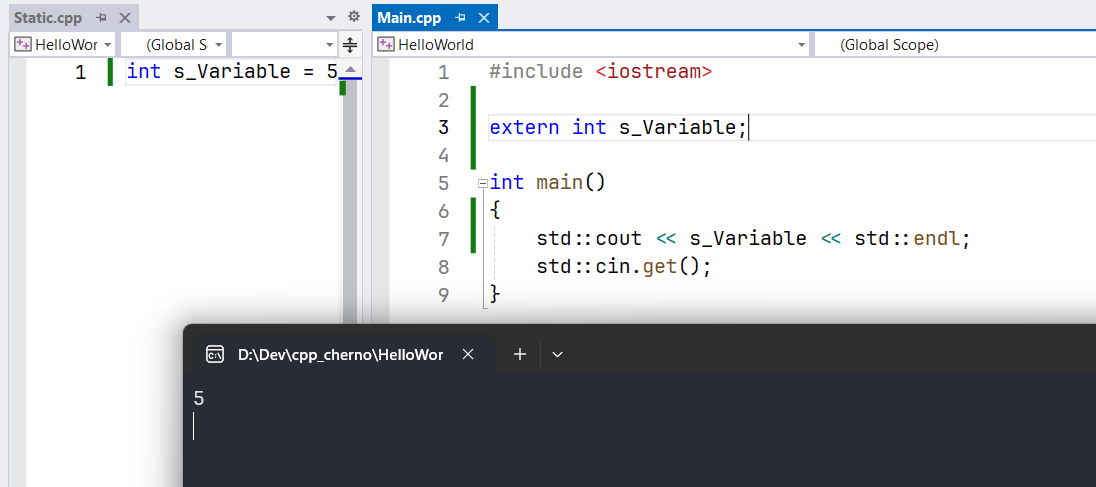 Static.cpp
Main.cpp
HelloWor
(Global S
HelloWorld
(Global Scope)
1 int s_Variable = 5
1 #include <iostream>
2
3 extern int s_Variable;
4
5 int main()
6 {
7 std::cout << s_Variable << std::endl;
8 std::cin.get();
9 }
D:\Dev\cpp_cherno\HelloWor
5